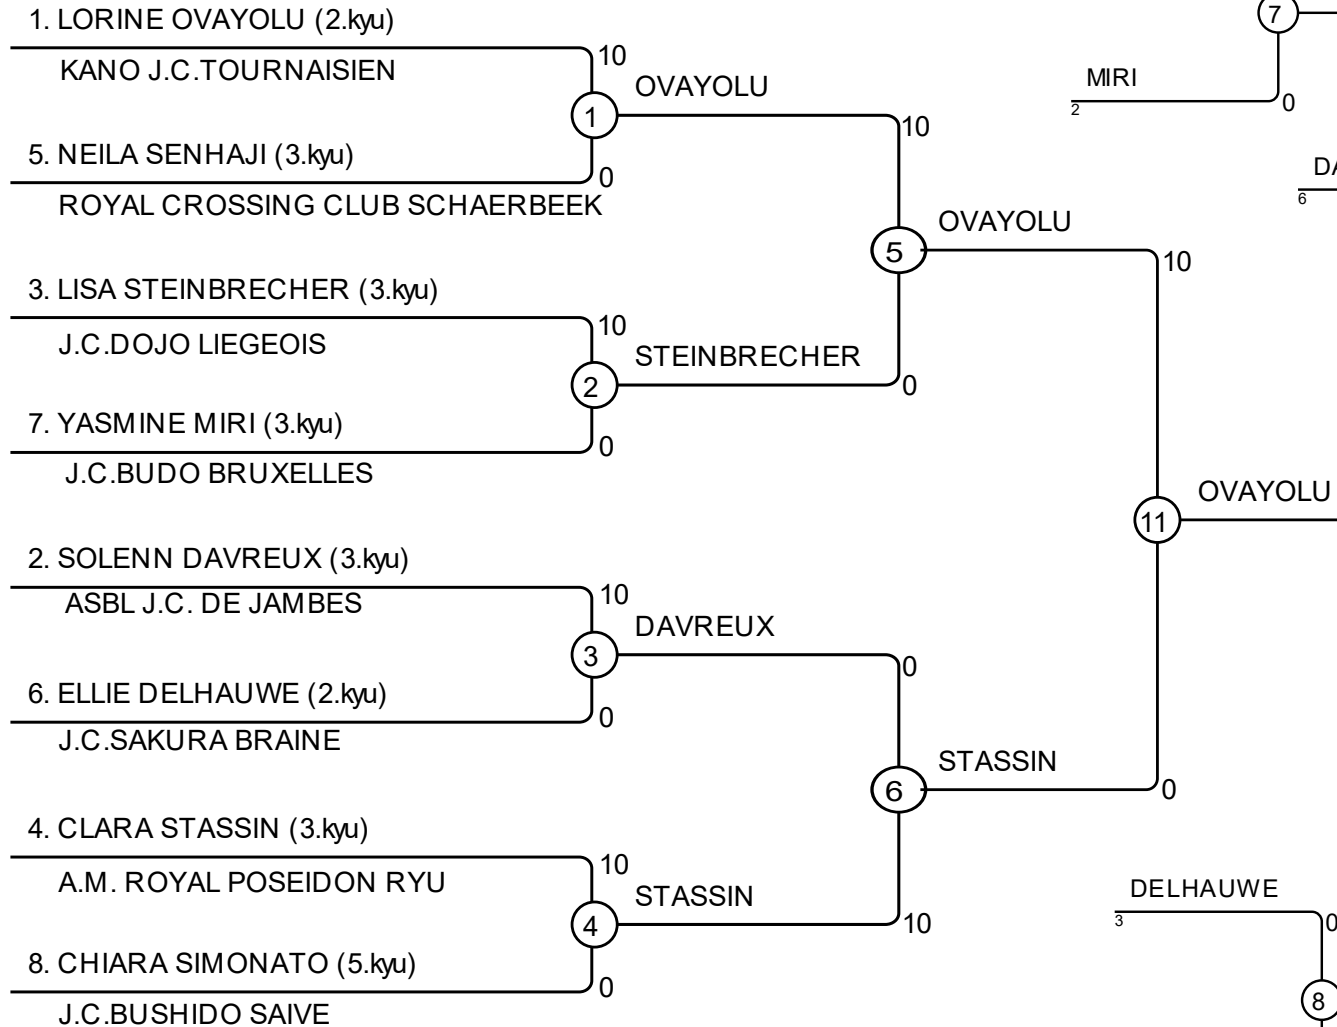 1. LORINE OVAYOLU (2.kyu)
KANO J.C.TOURNAISIEN
10
1
OVAYOLU
5. NEILA SENHAJI (3.kyu)
0
ROYAL CROSSING CLUB SCHAERBEEK
10
5
OVAYOLU
3. LISA STEINBRECHER (3.kyu)
J.C.DOJO LIEGEOIS
10
2
STEINBRECHER
0
7. YASMINE MIRI (3.kyu)
0
J.C.BUDO BRUXELLES
10
11
OVAYOLU
2. SOLENN DAVREUX (3.kyu)
ASBL J.C. DE JAMBES
10
3
DAVREUX
0
6. ELLIE DELHAUWE (2.kyu)
0
J.C.SAKURA BRAINE
6
STASSIN
0
4. CLARA STASSIN (3.kyu)
A.M. ROYAL POSEIDON RYU
10
4
STASSIN
10
8. CHIARA SIMONATO (5.kyu)
0
J.C.BUSHIDO SAIVE
7
MIRI
2
0
DA
6
DELHAUWE
3
0
8